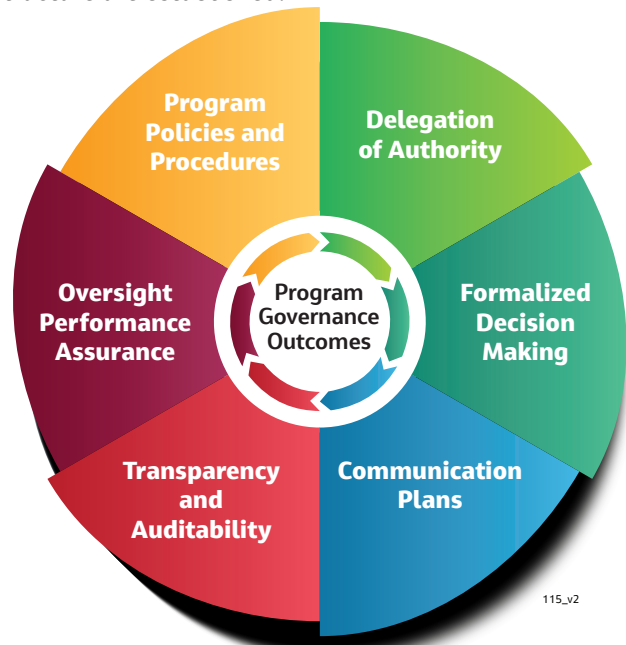 Program
Policies and
Procedures
Delegation
of Authority
Oversight
Performance
Assurance
Program
Governance
Outcomes
Formalized
Decision
Making
Transparency
and
Auditability
Communication
Plans
115_v2